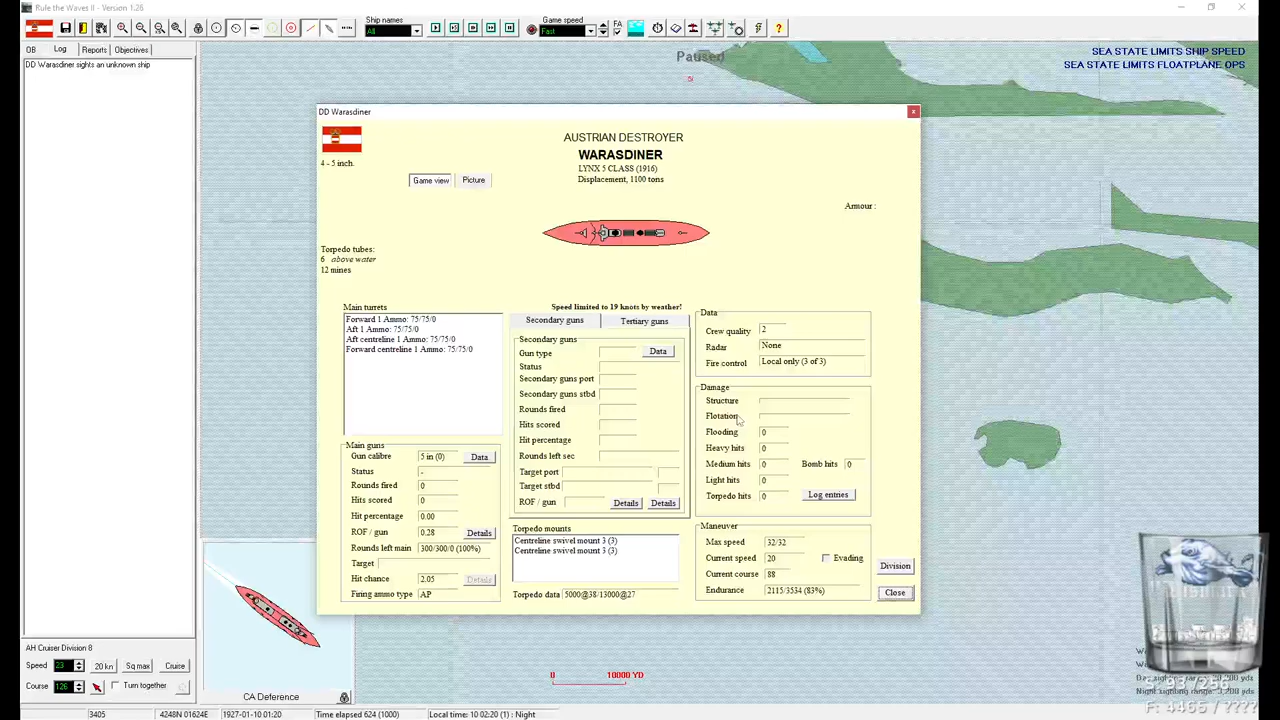 Rule the Waves II - Version 1.26
Ship names
All
Game speed
Fast
FA
OB
Log
Reports
Objectives
DD Warasdiner sights an unknown ship
Paused
SEA STATE LIMITS SHIP SPEED
SEA STATE LIMITS FLOATPLANE OPS
DD Warasdiner
4 - 5 inch.
AUSTRIAN DESTROYER
WARASDINER
LYNX 5 CLASS (1916)
Displacement, 1100 tons
Game view
Picture
Armour :
Torpedo tubes:
6 above water
12 mines
Speed limited to 19 knots by weather!
Main turrets
Forward 1 Ammo: 75/75/0
Aft 1 Ammo: 75/75/0
Aft centreline 1 Ammo: 75/75/0
Forward centreline 1 Ammo: 75/75/0
Main guns
Gun calibre 5 in (0) Data
Status -
Rounds fired 0
Hits scored 0
Hit percentage 0.00
ROF / gun 0.28 Details
Rounds left main 300/300/0 (100%)
Target
Hit chance 2.05 Details
Firing ammo type AP
Secondary guns
Tertiary guns
Secondary guns
Gun type Data
Status
Secondary guns port
Secondary guns stbd
Rounds fired
Hits scored
Hit percentage
Rounds left sec
Target port
Target stbd
ROF / gun Details Details
Torpedo mounts
Centreline swivel mount 3 (3)
Centreline swivel mount 3 (3)
Torpedo data 5000@38/13000@27
Data
Crew quality 2
Radar None
Fire control Local only (3 of 3)
Damage
Structure
Flotation
Flooding 0
Heavy hits 0
Medium hits 0 Bomb hits 0
Light hits 0
Torpedo hits 0 Log entries
Maneuver
Max speed 32/32
Current speed 20 Evading
Current course 88
Endurance 2115/3534 (83%)
Division
Close
AH Cruiser Division 8
Speed 23 20 kn Sq max Cruise
Course 126 Turn together
CA Deference
10000 YD
0
F: 4465 / ????
3405
4248N 01624E
1927-01-10 01:20
Time elapsed 624 (1000)
Local time: 10 02:20 (1) : Night